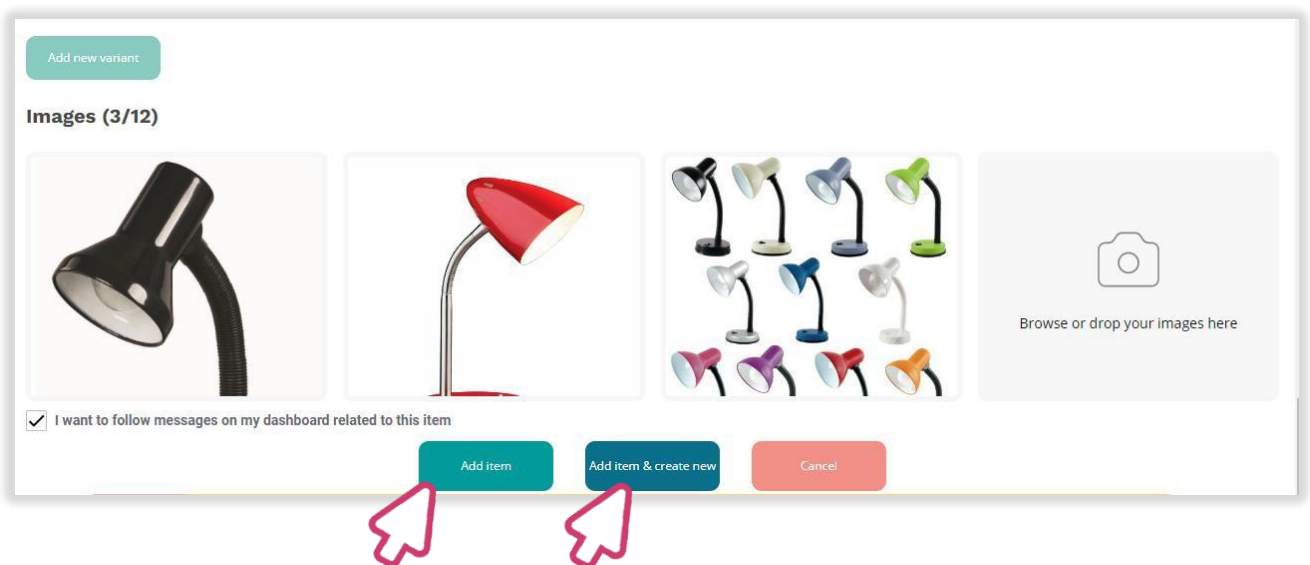 Add new variant
Images (3/12)
Browse or drop your images here
I want to follow messages on my dashboard related to this item
Add item
Add item & create new
Cancel